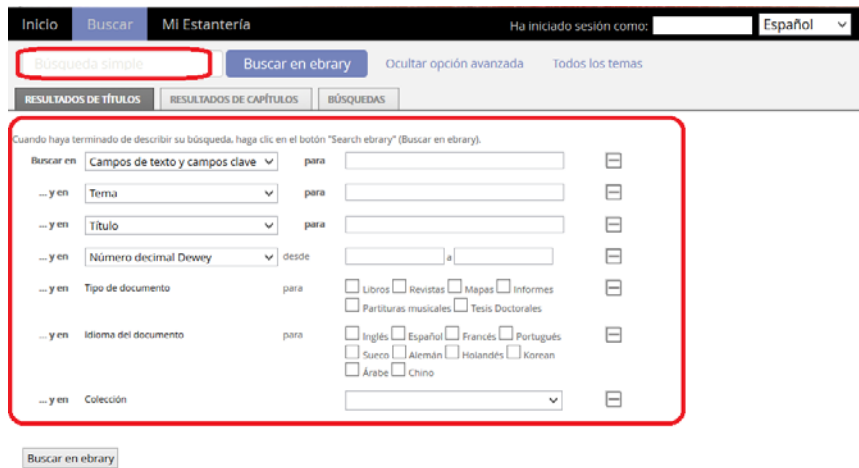 Inicio Buscar Mi Estantería Ha iniciado sesión como: Español
Búsqueda simple Buscar en ebrary Ocultar opción avanzada Todos los temas
RESULTADOS DE TÍTULOS RESULTADOS DE CAPÍTULOS BÚSQUEDAS
Cuando haya terminado de describir su búsqueda, haga clic en el botón "Search ebrary" (Buscar en ebrary).
Buscar en Campos de texto y campos clave para
... y en Tema para
... y en Título para
... y en Número decimal Dewey desde a
... y en Tipo de documento para Libros Revistas Mapas Informes
Partituras musicales Tesis Doctorales
... y en Idioma del documento para Inglés Español Francés Portugués
Sueco Alemán Holandés Korean
Árabe Chino
... y en Colección
Buscar en ebrary